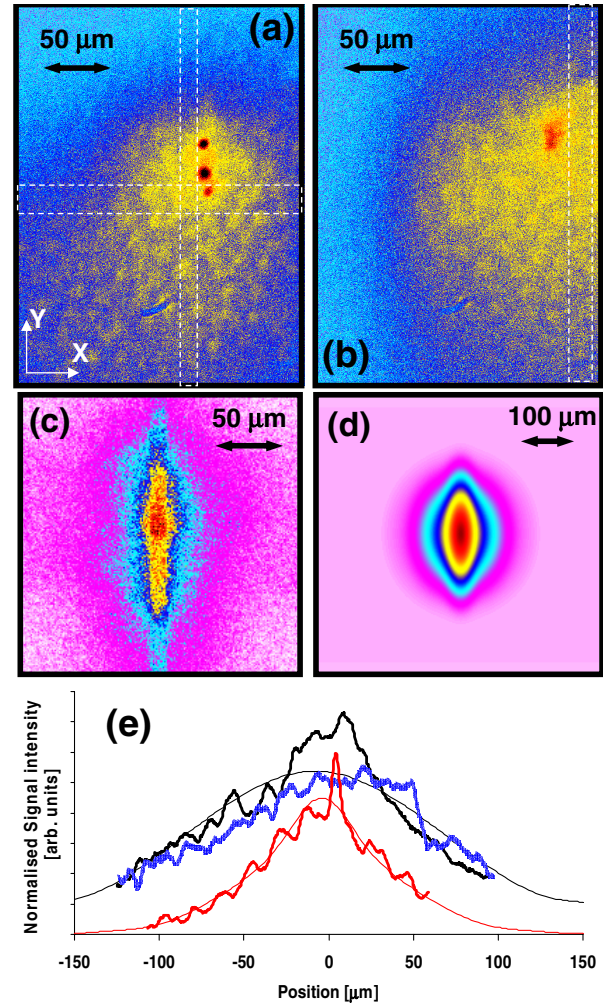 50 μm
(a)
50 μm
Y
X
(b)
(c)
50 μm
(d)
100 μm
(e)
Normalised Signal intensity
[arb. units]
-150
-100
-50
0
50
100
150
Position [μm]